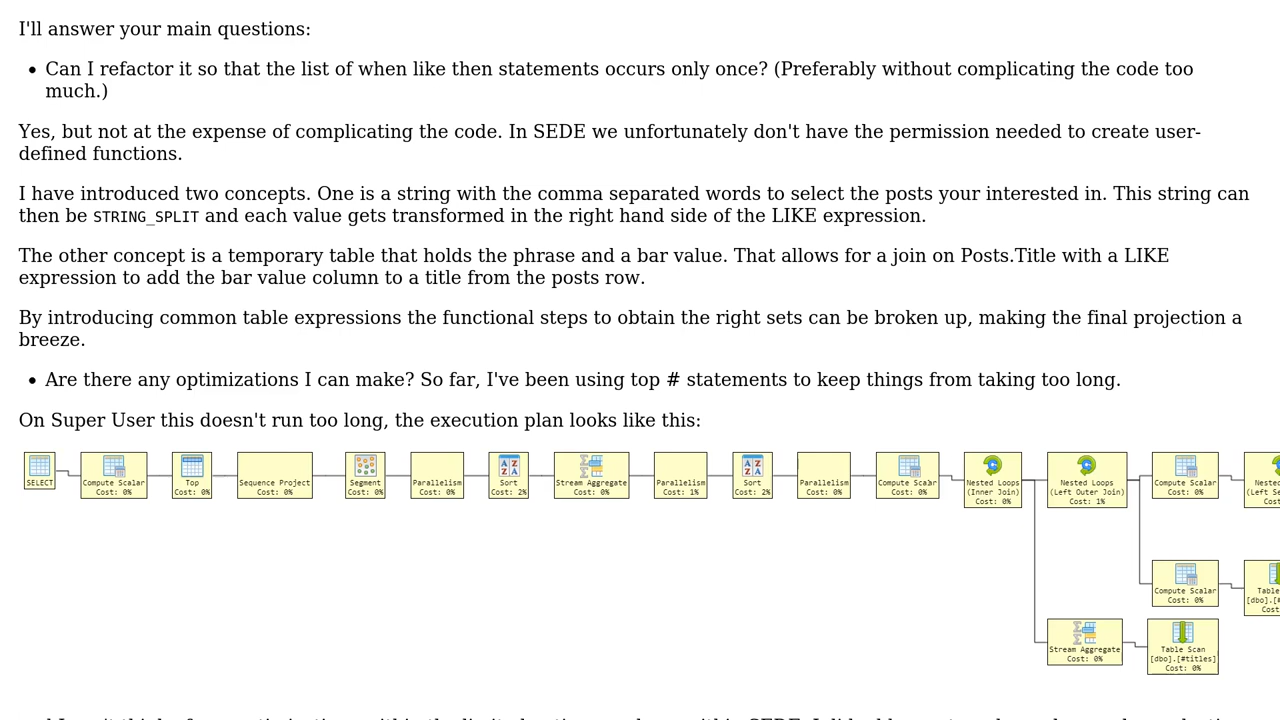 I'll answer your main questions:
• Can I refactor it so that the list of when like then statements occurs only once? (Preferably without complicating the code too
much.)
Yes, but not at the expense of complicating the code. In SEDE we unfortunately don't have the permission needed to create user-
defined functions.
I have introduced two concepts. One is a string with the comma separated words to select the posts your interested in. This string can
then be STRING_SPLIT and each value gets transformed in the right hand side of the LIKE expression.
The other concept is a temporary table that holds the phrase and a bar value. That allows for a join on Posts.Title with a LIKE
expression to add the bar value column to a title from the posts row.
By introducing common table expressions the functional steps to obtain the right sets can be broken up, making the final projection a
breeze.
• Are there any optimizations I can make? So far, I've been using top # statements to keep things from taking too long.
On Super User this doesn't run too long, the execution plan looks like this:
SELECT
Compute Scalar
Cost: 0%
Top
Cost: 0%
Sequence Project
Cost: 0%
Segment
Cost: 0%
Parallelism
Cost: 0%
Sort
Cost: 2%
Stream Aggregate
Cost: 0%
Parallelism
Cost: 1%
Sort
Cost: 2%
Parallelism
Cost: 0%
Compute Scalar
Cost: 0%
Nested Loops
(Inner Join)
Cost: 0%
Nested Loops
(Left Outer Join)
Cost: 1%
Compute Scalar
Cost: 0%
(Left
Compute Scalar
Cost: 0%
Table
[dbo].[#
Stream Aggregate
Cost: 0%
Table Scan
[dbo].[#titles]
Cost: 0%